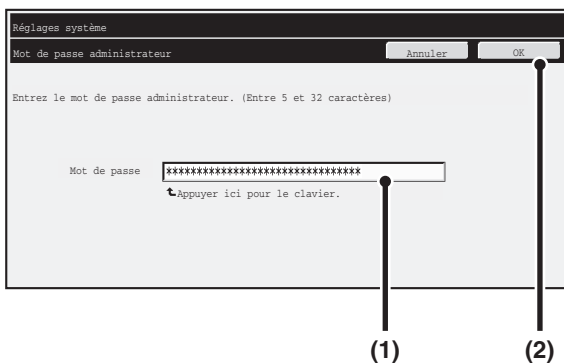 Réglages système
Mot de passe administrateur
Annuler
OK
Entrez le mot de passe administrateur. (Entre 5 et 32 caractères)
Mot de passe
********************************
Appuyer ici pour le clavier.
(1)
(2)